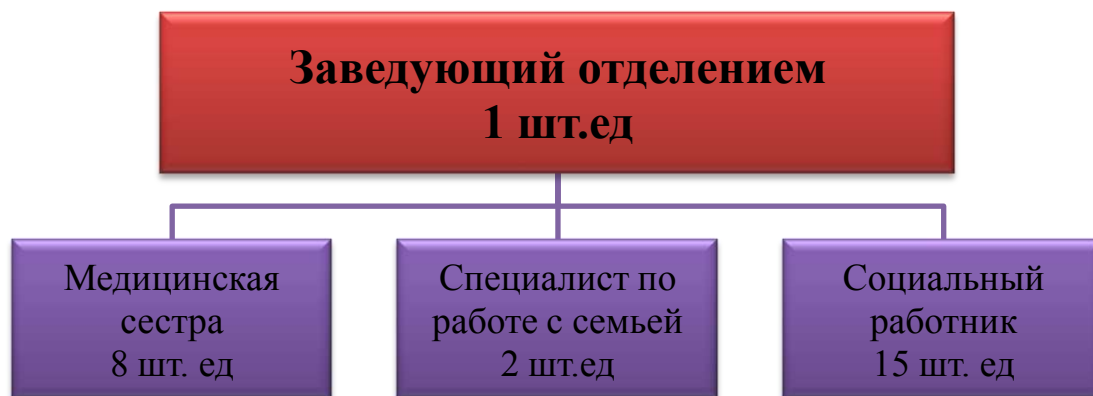 Заведующий отделением
1 шт.ед
Медицинская
сестра
8 шт. ед
Специалист по
работе с семьей
2 шт.ед
Социальный
работник
15 шт. ед